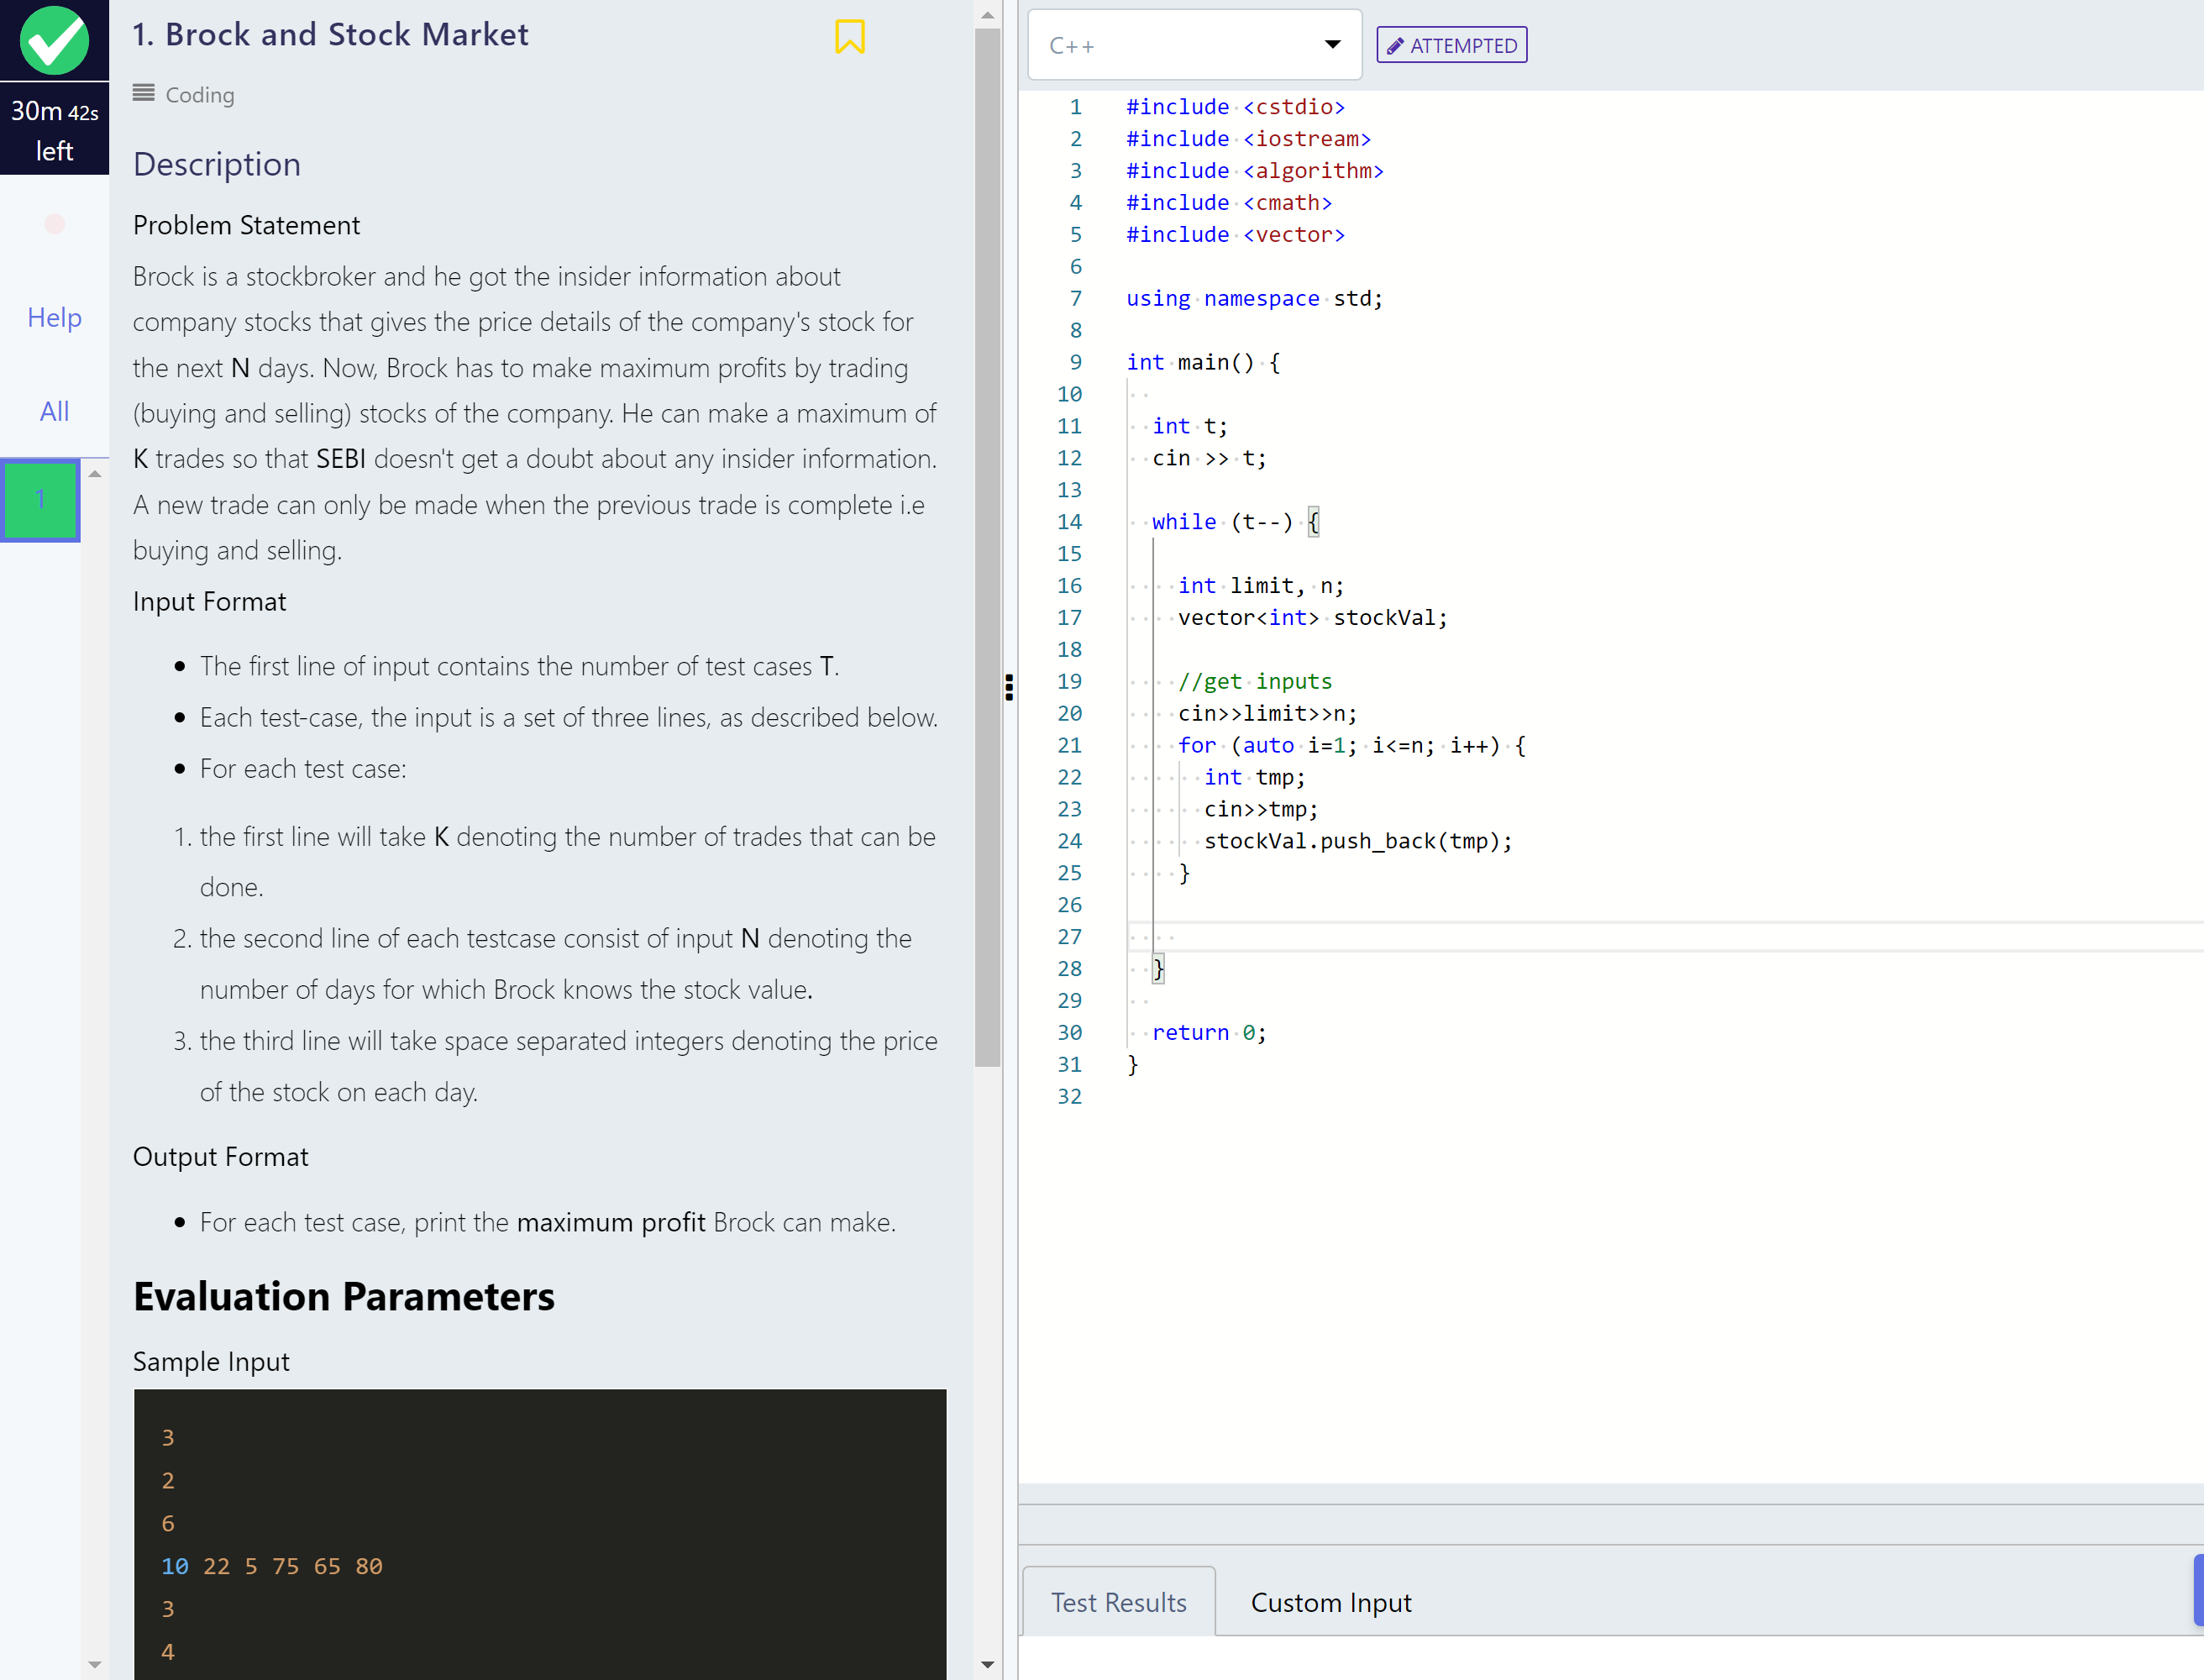 30m 42s
left
Help
All
1
1. Brock and Stock Market
Coding
Description
Problem Statement
Brock is a stockbroker and he got the insider information about
company stocks that gives the price details of the company's stock for
the next N days. Now, Brock has to make maximum profits by trading
(buying and selling) stocks of the company. He can make a maximum of
K trades so that SEBI doesn't get a doubt about any insider information.
A new trade can only be made when the previous trade is complete i.e
buying and selling.
Input Format
• The first line of input contains the number of test cases T.
• Each test-case, the input is a set of three lines, as described below.
• For each test case:
1. the first line will take K denoting the number of trades that can be
done.
2. the second line of each testcase consist of input N denoting the
number of days for which Brock knows the stock value.
3. the third line will take space separated integers denoting the price
of the stock on each day.
Output Format
• For each test case, print the maximum profit Brock can make.
Evaluation Parameters
Sample Input
3
2
6
10 22 5 75 65 80
3
4
C++
ATTEMPTED
1 #include <cstdio>
2 #include <iostream>
3 #include <algorithm>
4 #include <cmath>
5 #include <vector>
6
7 using namespace std;
8
9 int main() {
10
11 int t;
12 cin >> t;
13
14 while (t--) {
15
16 int limit, n;
17 vector<int> stockVal;
18
19 //get inputs
20 cin>>limit>>n;
21 for (auto i=1; i<=n; i++) {
22 int tmp;
23 cin>>tmp;
24 stockVal.push_back(tmp);
25 }
26
27
28 }
29
30 return 0;
31 }
32
Test Results
Custom Input